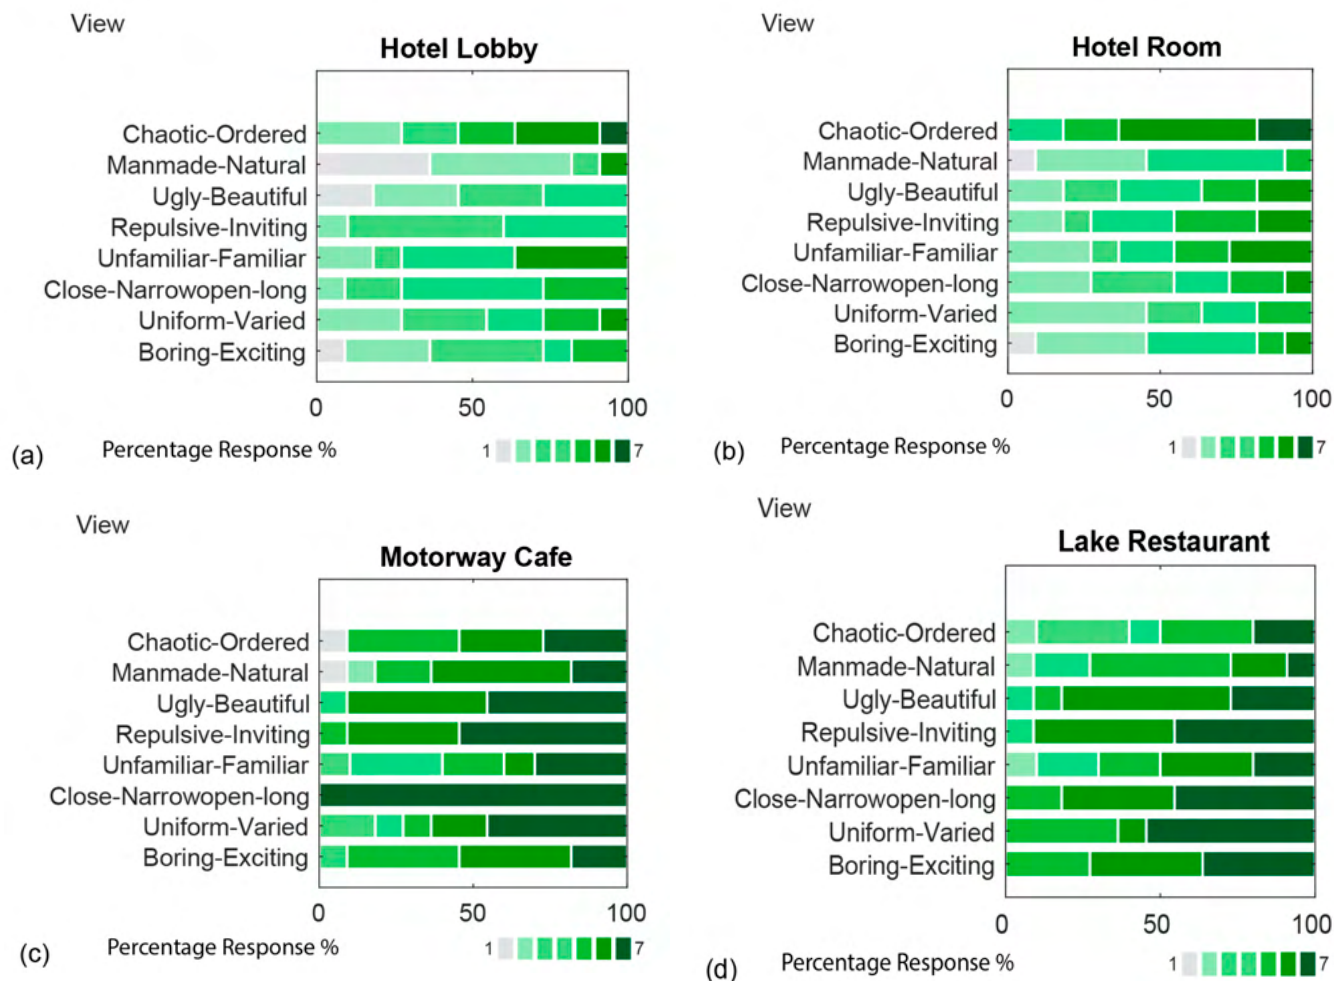 View
Hotel Lobby
Chaotic-Ordered
Manmade-Natural
Ugly-Beautiful
Repulsive-Inviting
Unfamiliar-Familiar
Close-Narrowopen-long
Uniform-Varied
Boring-Exciting
0 50 100
(a) Percentage Response % 1 7
View
Hotel Room
Chaotic-Ordered
Manmade-Natural
Ugly-Beautiful
Repulsive-Inviting
Unfamiliar-Familiar
Close-Narrowopen-long
Uniform-Varied
Boring-Exciting
0 50 100
(b) Percentage Response % 1 7
View
Motorway Cafe
Chaotic-Ordered
Manmade-Natural
Ugly-Beautiful
Repulsive-Inviting
Unfamiliar-Familiar
Close-Narrowopen-long
Uniform-Varied
Boring-Exciting
0 50 100
(c) Percentage Response % 1 7
View
Lake Restaurant
Chaotic-Ordered
Manmade-Natural
Ugly-Beautiful
Repulsive-Inviting
Unfamiliar-Familiar
Close-Narrowopen-long
Uniform-Varied
Boring-Exciting
0 50 100
(d) Percentage Response % 1 7